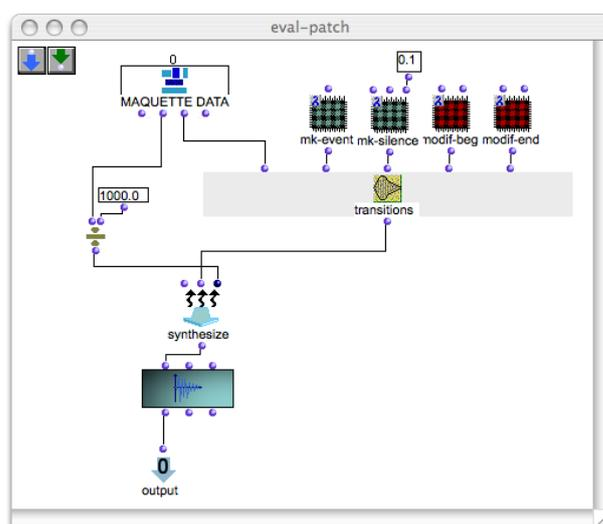 eval-patch
0
MAQUETTE DATA
0.1
mk-event mk-silence modif-beg modif-end
1000.0
transitions
synthesize
0
output